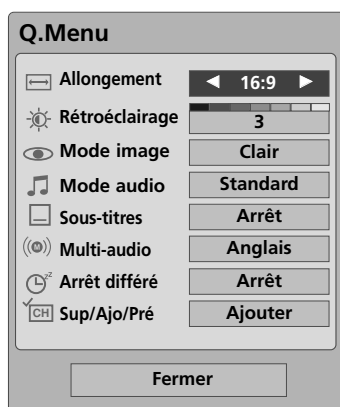 Q.Menu
Allongement ◄ 16:9 ►
Rétroéclairage 3
Mode image Clair
Mode audio Standard
Sous-titres Arrêt
Multi-audio Anglais
Arrêt différé Arrêt
CH Sup/Ajo/Pré Ajouter
Fermer